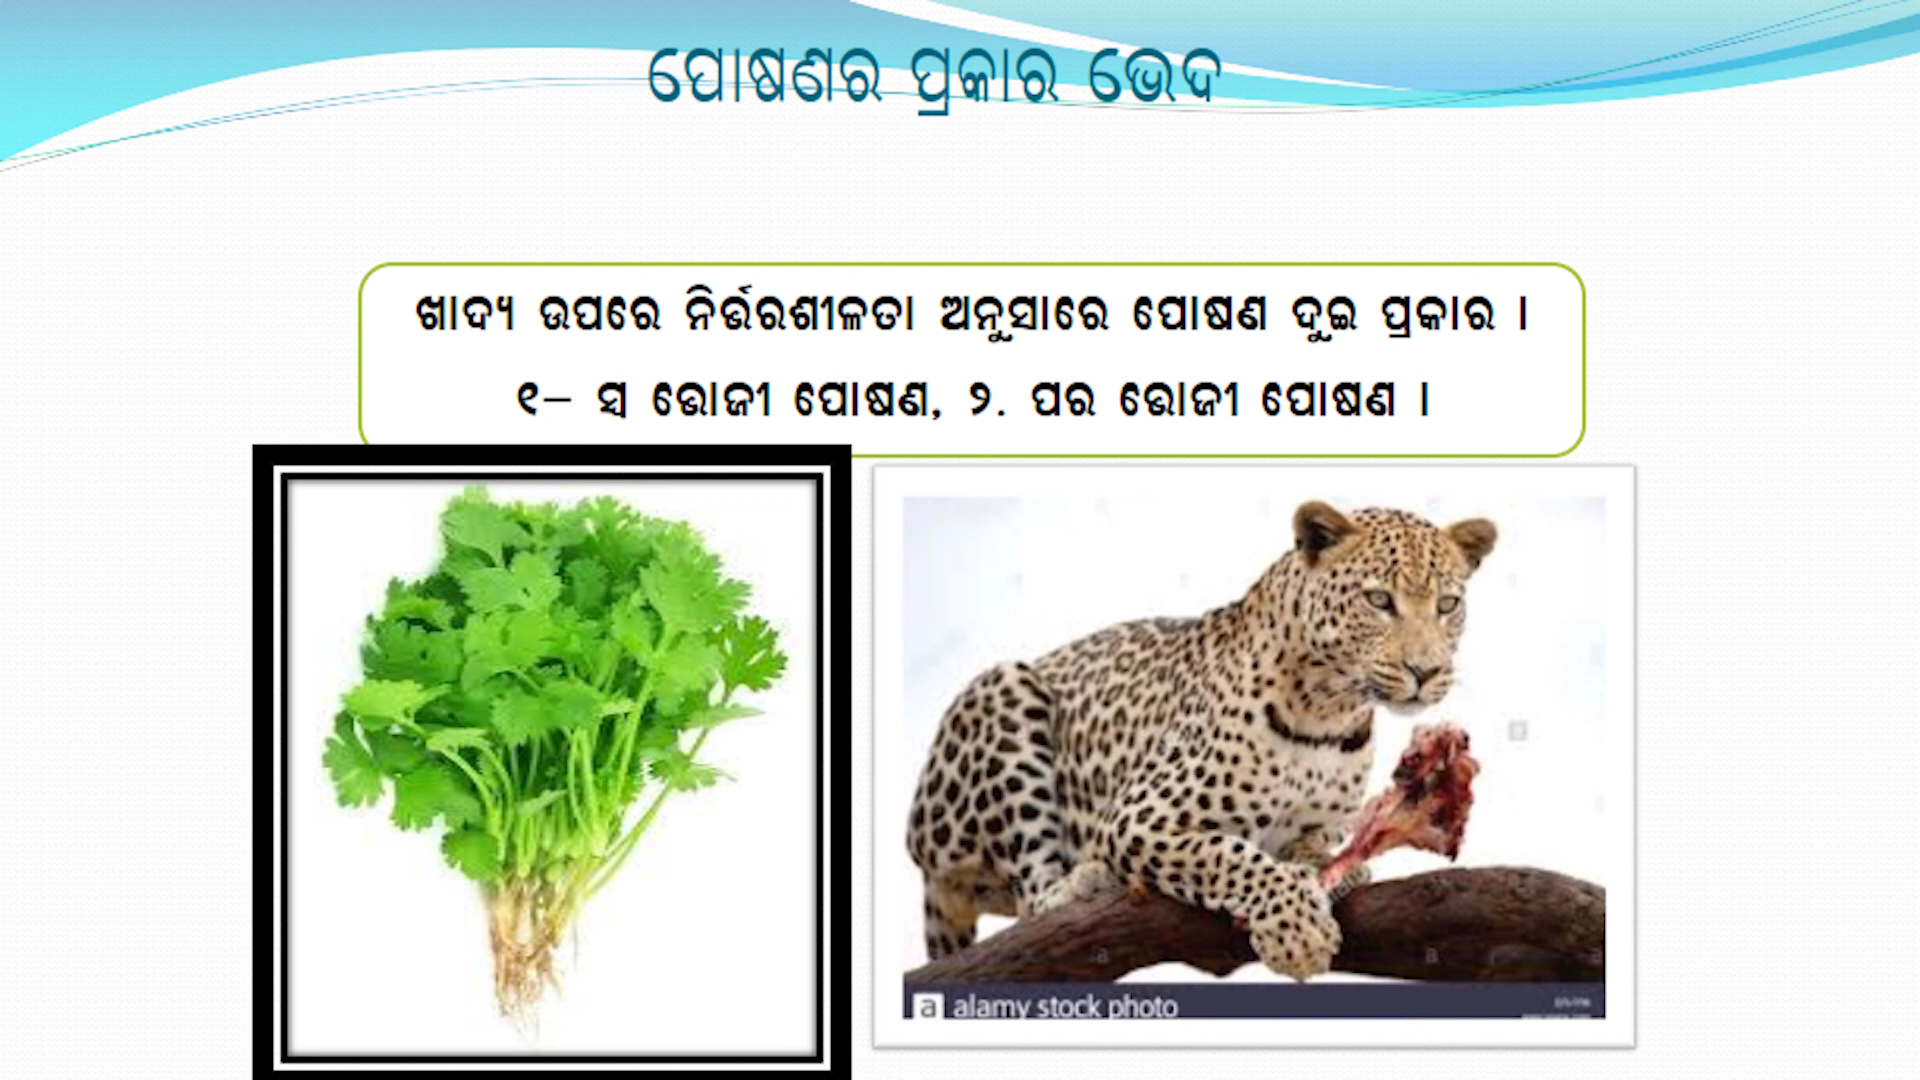 ପୋଷଣର ପ୍ରକାର ଭେଦ
ଖାଦ୍ୟ ଉପରେ ନିର୍ଭରଶୀଳତା ଅନୁସାରେ ପୋଷଣ ଦୁଇ ପ୍ରକାର ।
୧– ସ୍ୱ ଭୋଜୀ ପୋଷଣ, ୨. ପର ଭୋଜୀ ପୋଷଣ ।
a alamy stock photo